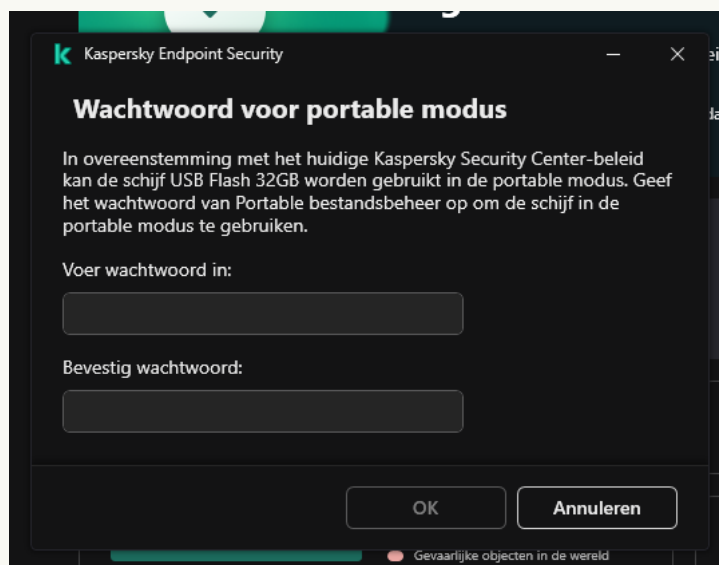 Kaspersky Endpoint Security
Wachtwoord voor portable modus
In overeenstemming met het huidige Kaspersky Security Center-beleid
kan de schijf USB Flash 32GB worden gebruikt in de portable modus. Geef
het wachtwoord van Portable bestandsbeheer op om de schijf in de
portable modus te gebruiken.
Voer wachtwoord in:
Bevestig wachtwoord:
OK
Annuleren
Gevaarlijke objecten in de wereld